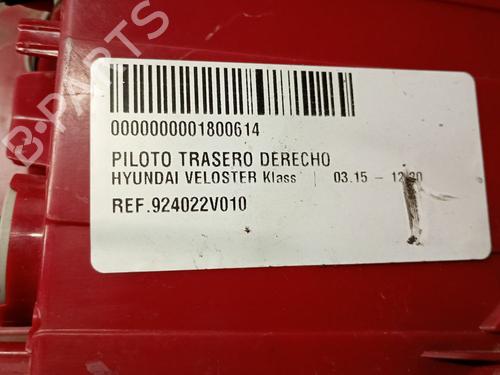 0000000001800614
PILOTO TRASERO DERECHO
HYUNDAI VELOSTER Klass | 03.15 – 12.20
REF.924022V010
B-PARTS